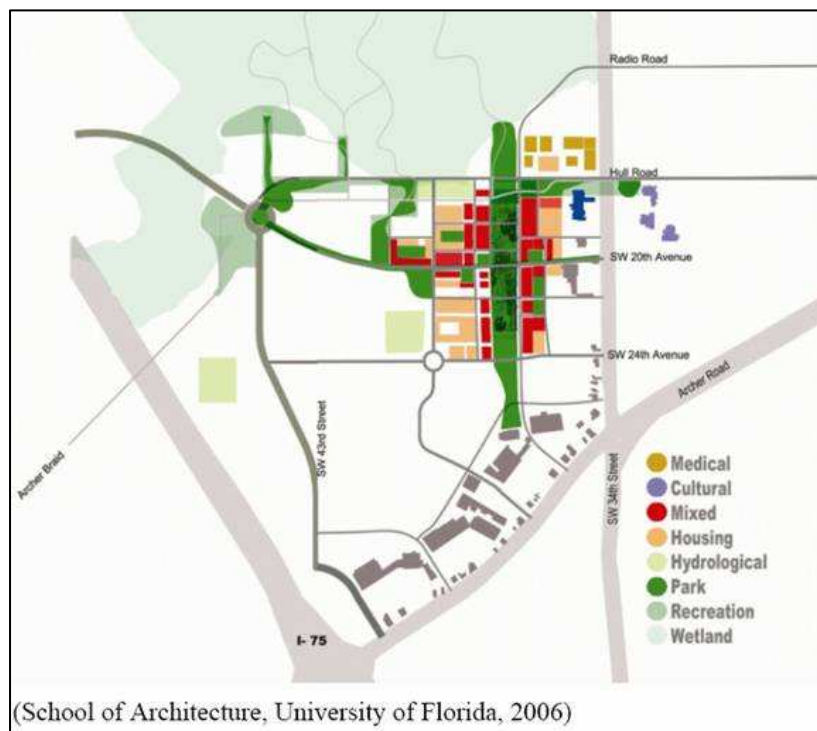 Radio Road
Hull Road
SW 20th Avenue
SW 24th Avenue
Archer Road
SW 43rd Street
Archer Braid
SW 34th Street
Medical
Cultural
Mixed
Housing
Hydrological
Park
Recreation
Wetland
I- 75
(School of Architecture, University of Florida, 2006)